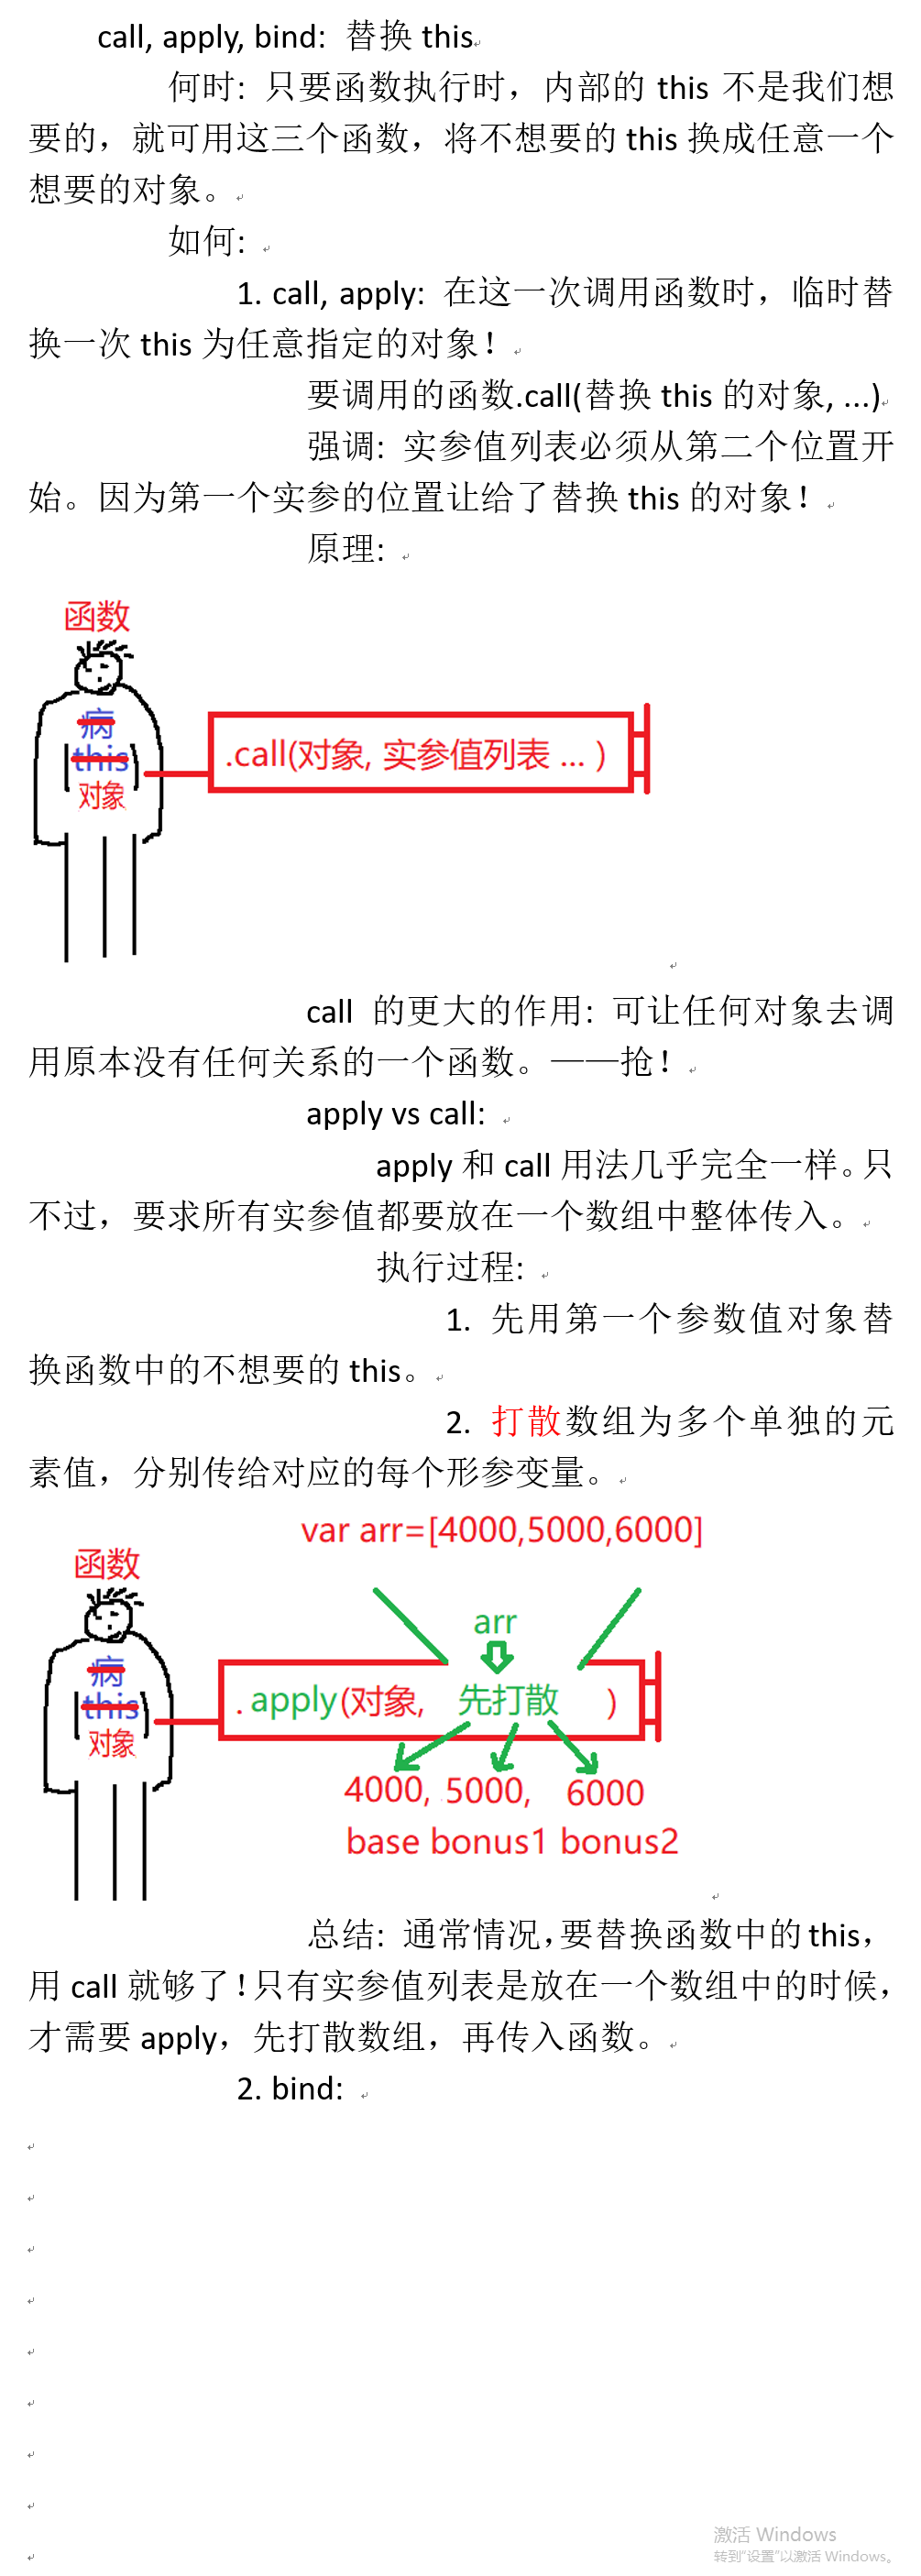 call, apply, bind: 替换 this
何时: 只要函数执行时，内部的 this 不是我们想
要的，就可用这三个函数，将不想要的 this 换成任意一个
想要的对象。
如何:
1. call, apply: 在这一次调用函数时，临时替
换一次 this 为任意指定的对象！
要调用的函数.call(替换 this 的对象, ...)
强调: 实参值列表必须从第二个位置开
始。因为第一个实参的位置让给了替换 this 的对象！
原理:
函数
病
this
对象
.call(对象, 实参值列表 ... )
call 的更大的作用: 可让任何对象去调
用原本没有任何关系的一个函数。——抢！
apply vs call:
apply 和 call 用法几乎完全一样。只
不过，要求所有实参值都要放在一个数组中整体传入。
执行过程:
1. 先用第一个参数值对象替
换函数中的不想要的 this。
2. 打散数组为多个单独的元
素值，分别传给对应的每个形参变量。
var arr=[4000,5000,6000]
函数
arr
病
this
对象
. apply(对象, 先打散 )
4000, 5000, 6000
base bonus1 bonus2
总结: 通常情况，要替换函数中的 this，
用 call 就够了！只有实参值列表是放在一个数组中的时候，
才需要 apply，先打散数组，再传入函数。
2. bind:
激活 Windows
转到“设置”以激活 Windows。